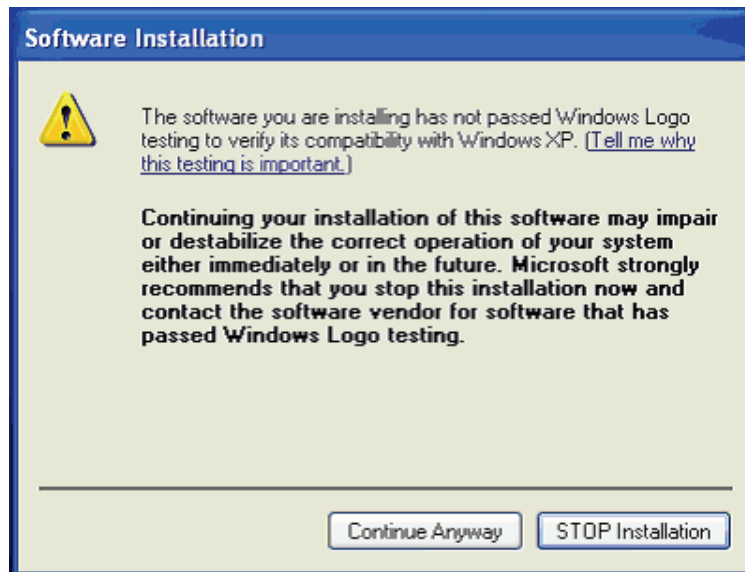 Software Installation
The software you are installing has not passed Windows Logo
testing to verify its compatibility with Windows XP. (Tell me why
this testing is important.)
Continuing your installation of this software may impair
or destabilize the correct operation of your system
either immediately or in the future. Microsoft strongly
recommends that you stop this installation now and
contact the software vendor for software that has
passed Windows Logo testing.
Continue Anyway
STOP Installation